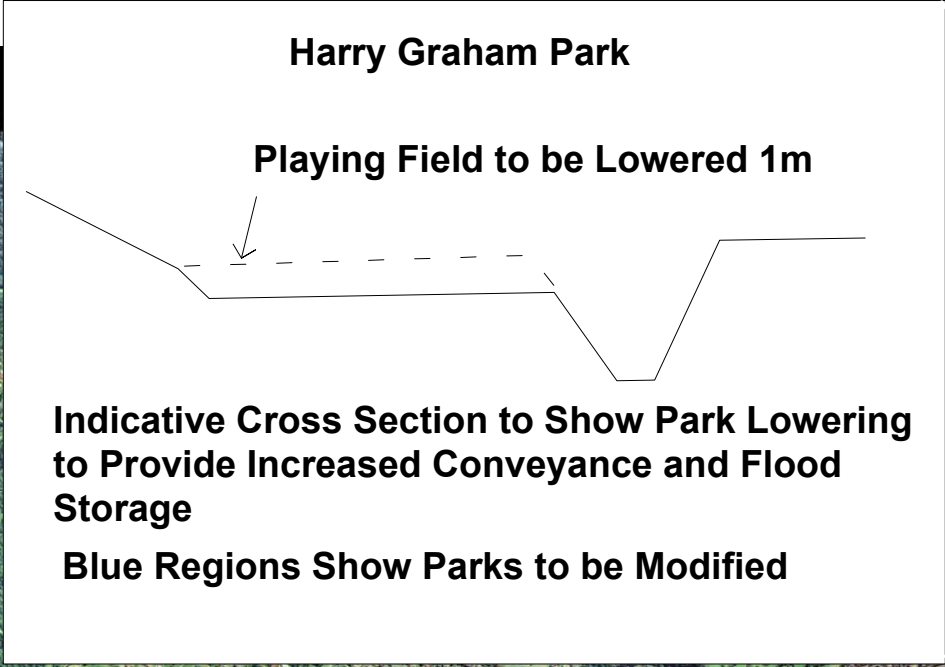 Harry Graham Park
Playing Field to be Lowered 1m
Indicative Cross Section to Show Park Lowering
to Provide Increased Conveyance and Flood
Storage
Blue Regions Show Parks to be Modified